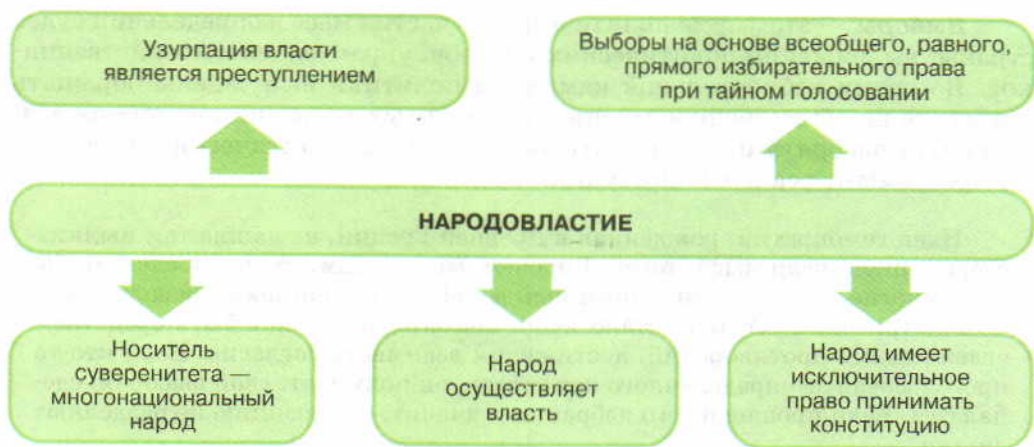 Узурпация власти
является преступлением
Выборы на основе всеобщего, равного,
прямого избирательного права
при тайном голосовании
НАРОДОВЛАСТИЕ
Носитель
суверенитета —
многонациональный
народ
Народ
осуществляет
власть
Народ имеет
исключительное
право принимать
конституцию